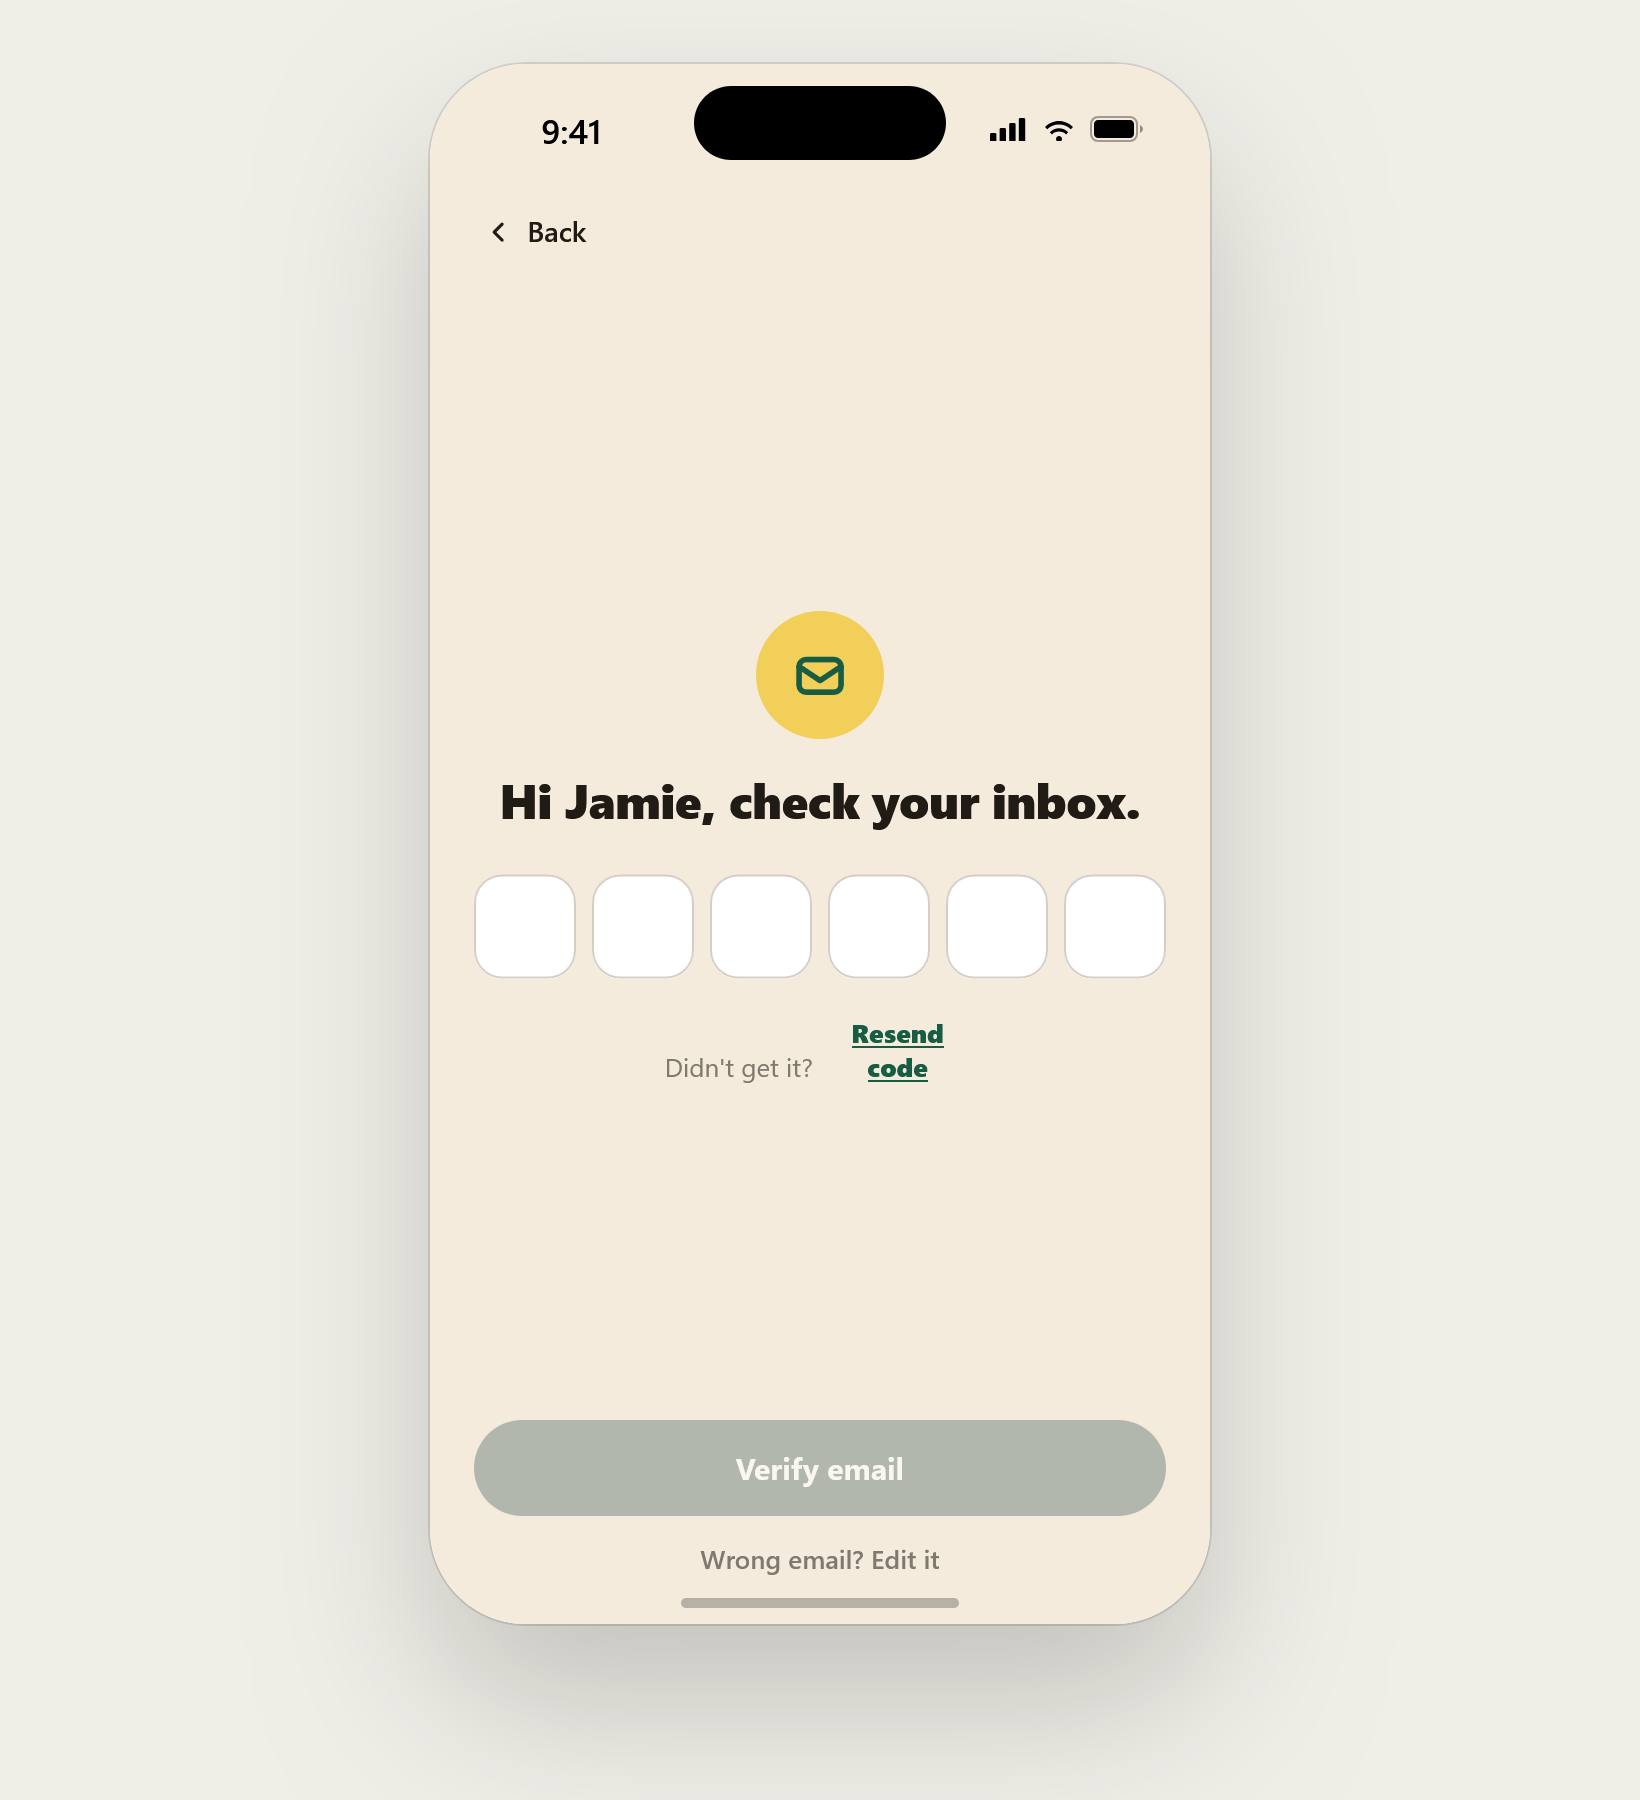 9:41
Back
Hi Jamie, check your inbox.
Didn't get it?
Resend
code
Verify email
Wrong email? Edit it